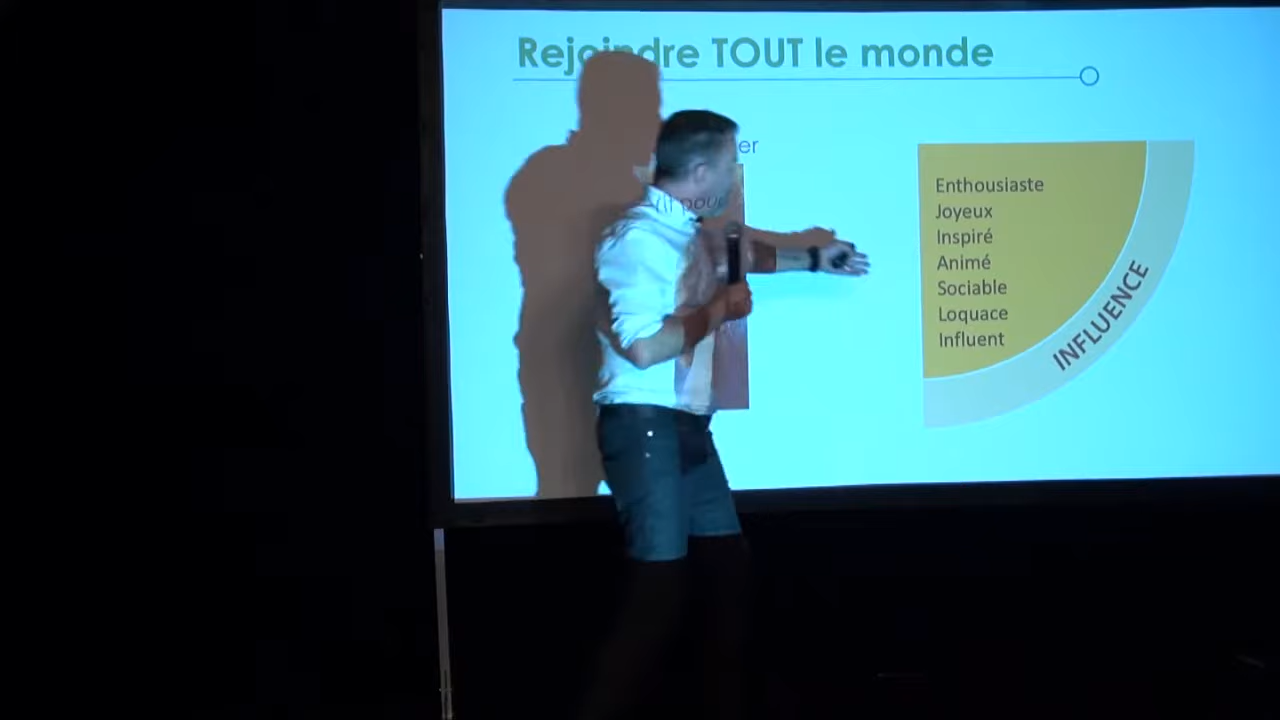 Rejoindre TOUT le monde
Enthousiaste
Joyeux
Inspiré
Animé
Sociable
Loquace
Influent
INFLUENCE